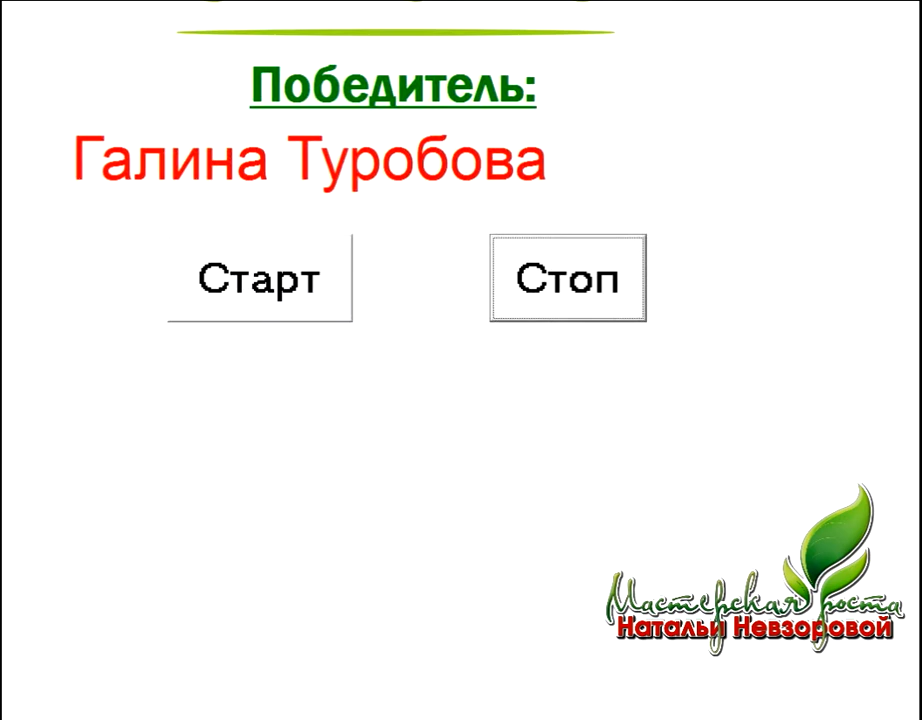 Победитель:
Галина Туробова
Старт Стоп
Мастерская роста
Натальи Невзоровой